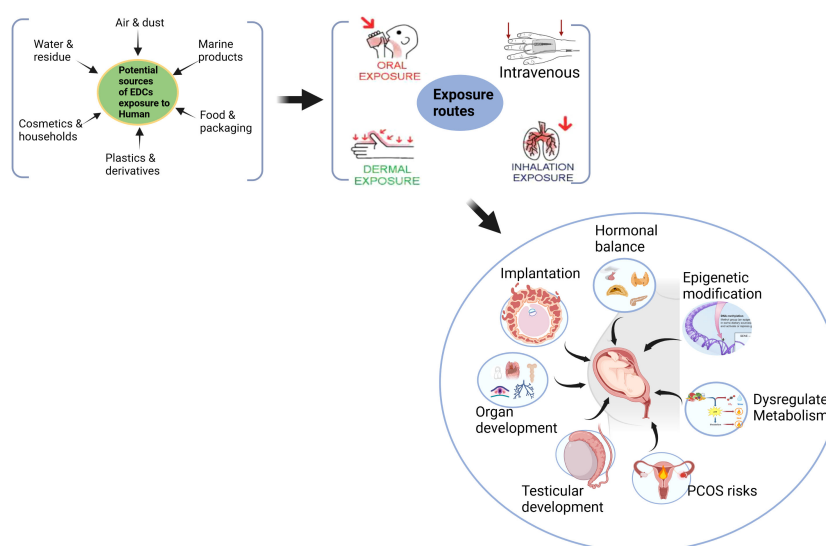 Air & dust
Water &
residue
Marine
products
Potential
sources
of EDCs
exposure to
Human
Cosmetics &
households
Food &
packaging
Plastics &
derivatives
ORAL
EXPOSURE
Intravenous
Exposure
routes
DERMAL
EXPOSURE
INHALATION
EXPOSURE
Hormonal
balance
Implantation
Epigenetic
modification
Organ
development
Dysregulate
Metabolism
Testicular
development
PCOS risks